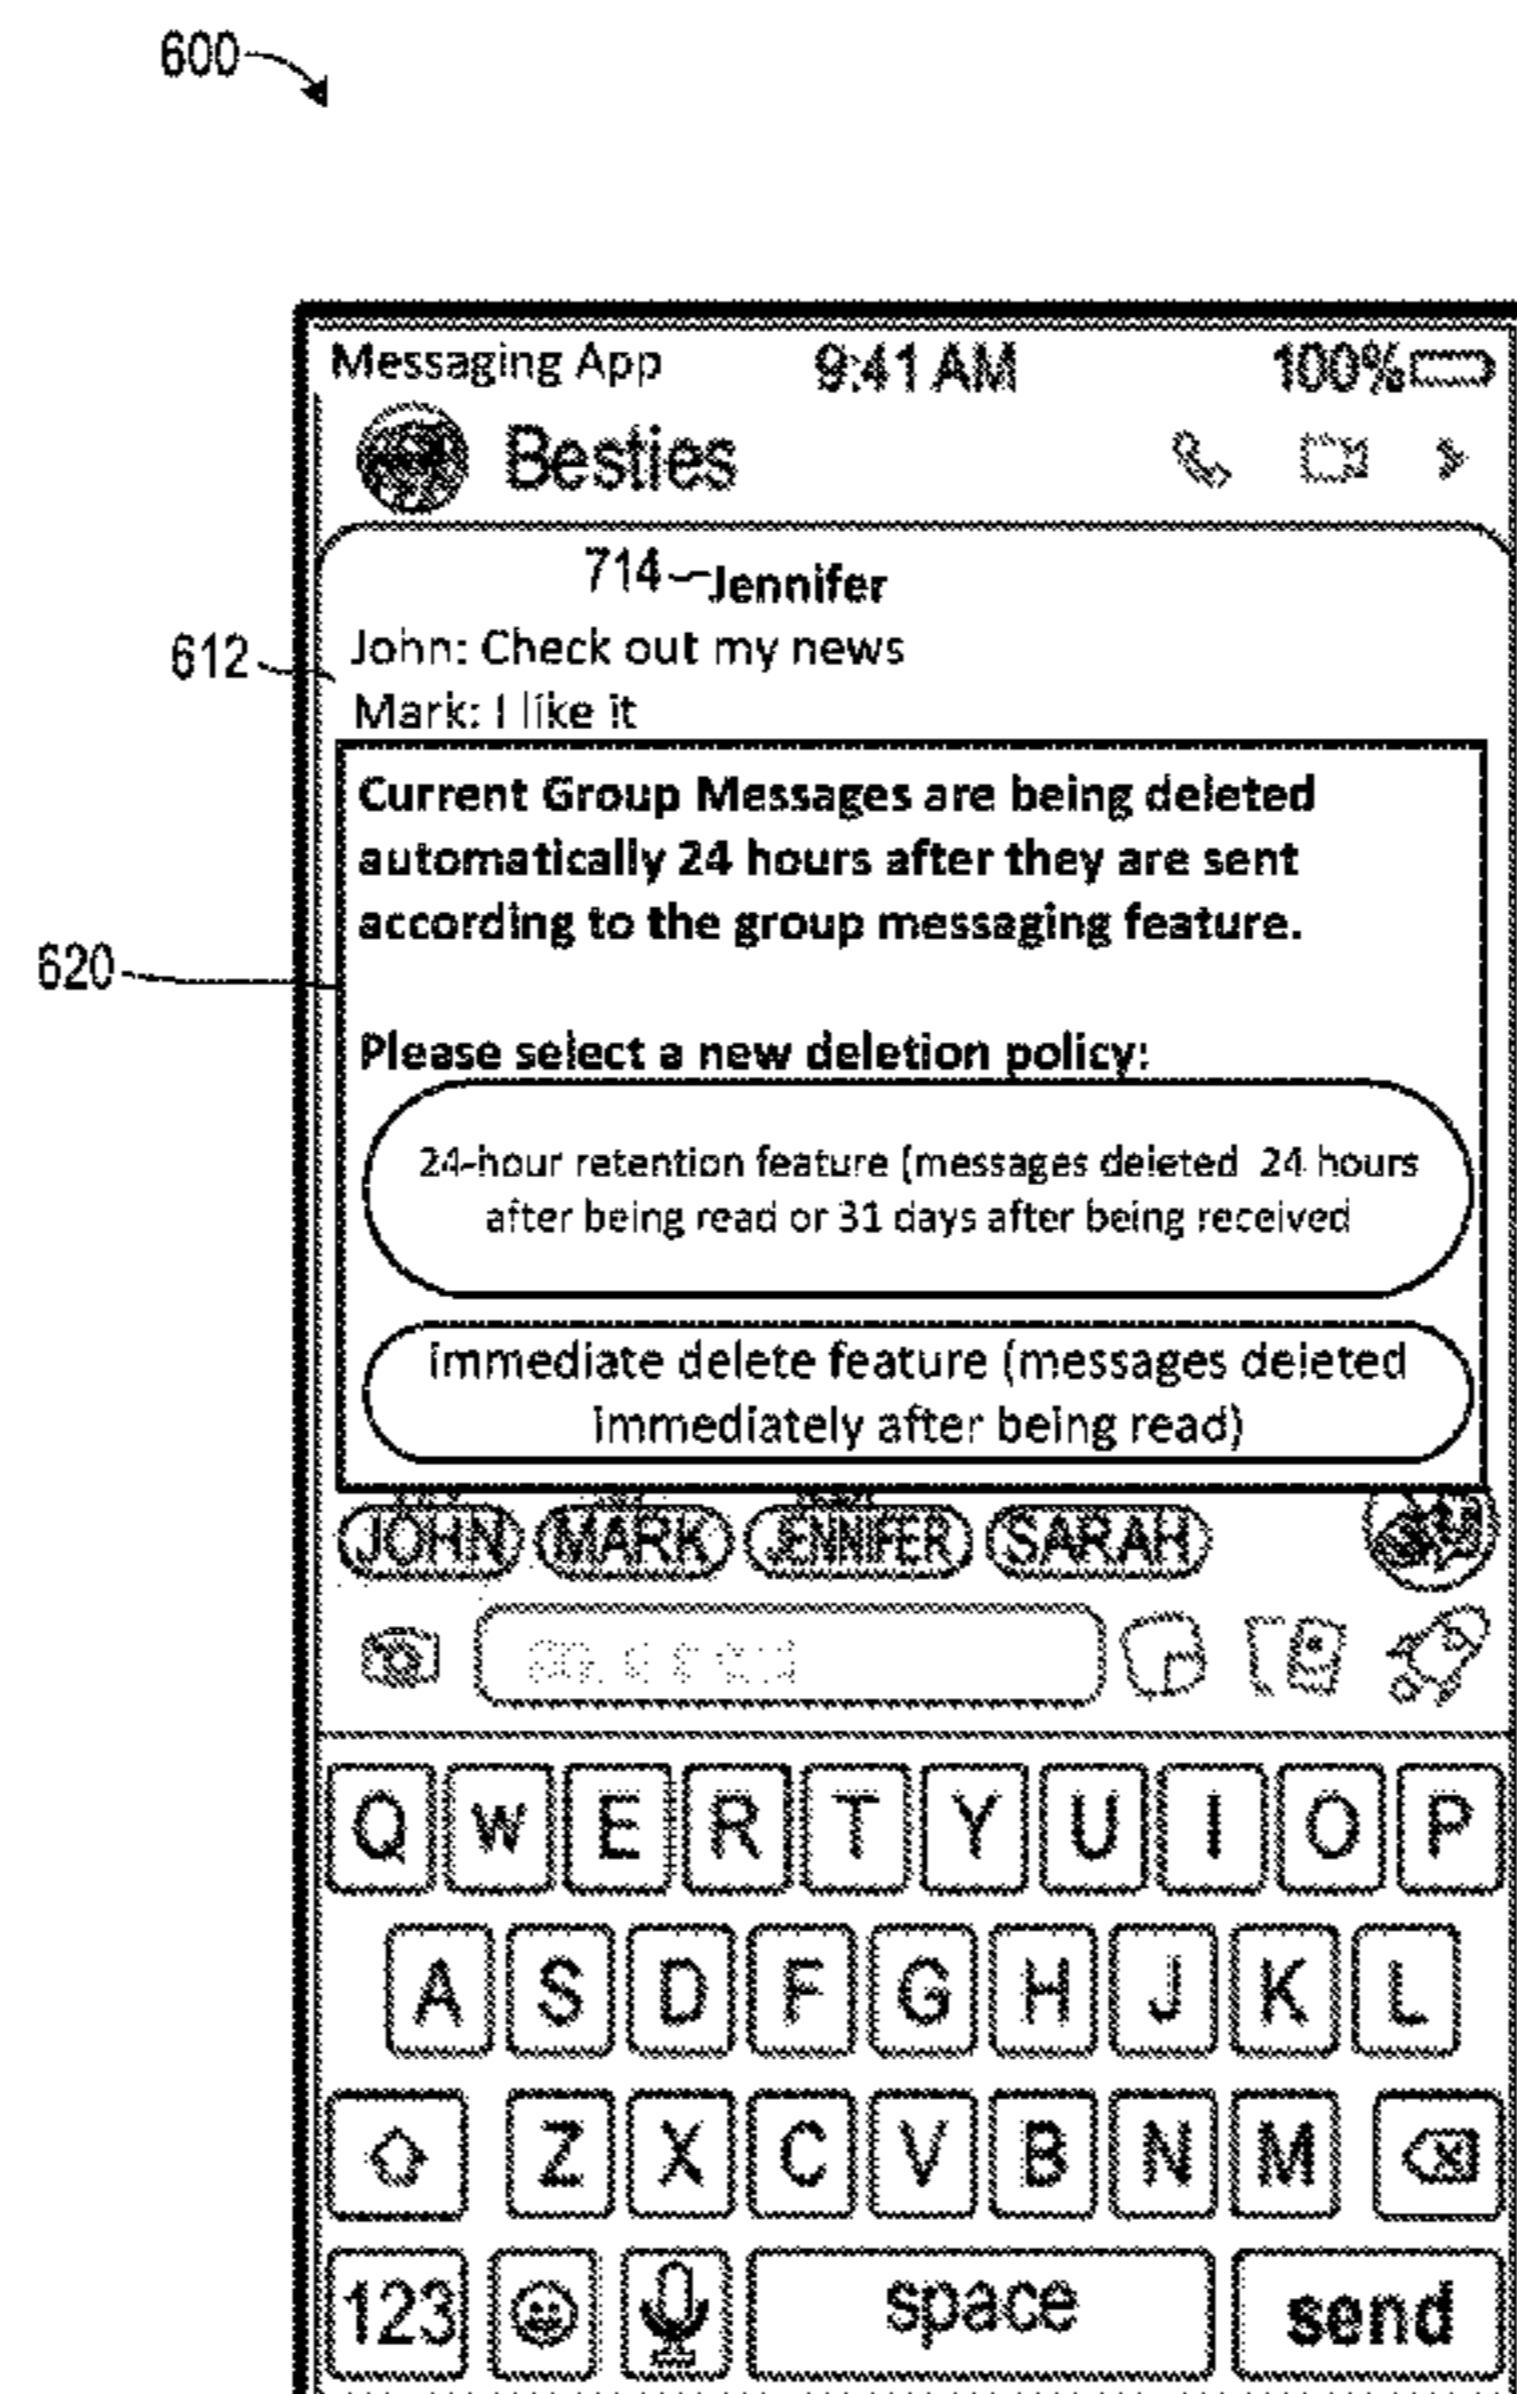 600
Messaging App 9:41 AM 100%
Besties
714 Jennifer
612
John: Check out my news
Mark: I like it
Current Group Messages are being deleted
automatically 24 hours after they are sent
according to the group messaging feature.
620
Please select a new deletion policy:
24-hour retention feature (messages deleted 24 hours
after being read or 31 days after being received
immediate delete feature (messages deleted
immediately after being read)
JOHN MARK JENNIFER SARAH
Q W E R T Y U I O P
A S D F G H J K L
Z X C V B N M
123 space send